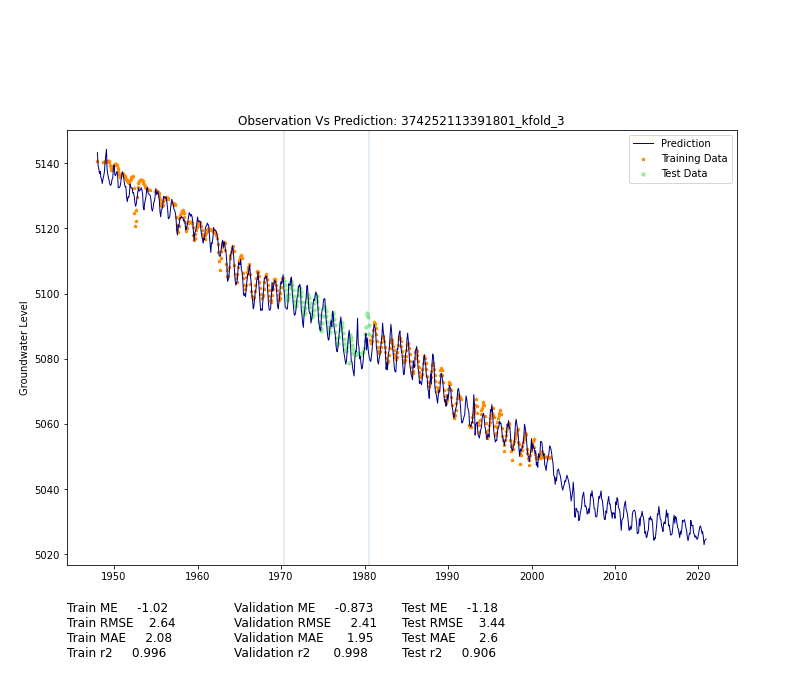 Observation Vs Prediction: 374252113391801_kfold_3
Prediction
Training Data
Test Data
Groundwater Level
5140
5120
5100
5080
5060
5040
5020
1950 1960 1970 1980 1990 2000 2010 2020
Train ME -1.02 Validation ME -0.873 Test ME -1.18
Train RMSE 2.64 Validation RMSE 2.41 Test RMSE 3.44
Train MAE 2.08 Validation MAE 1.95 Test MAE 2.6
Train r2 0.996 Validation r2 0.998 Test r2 0.906